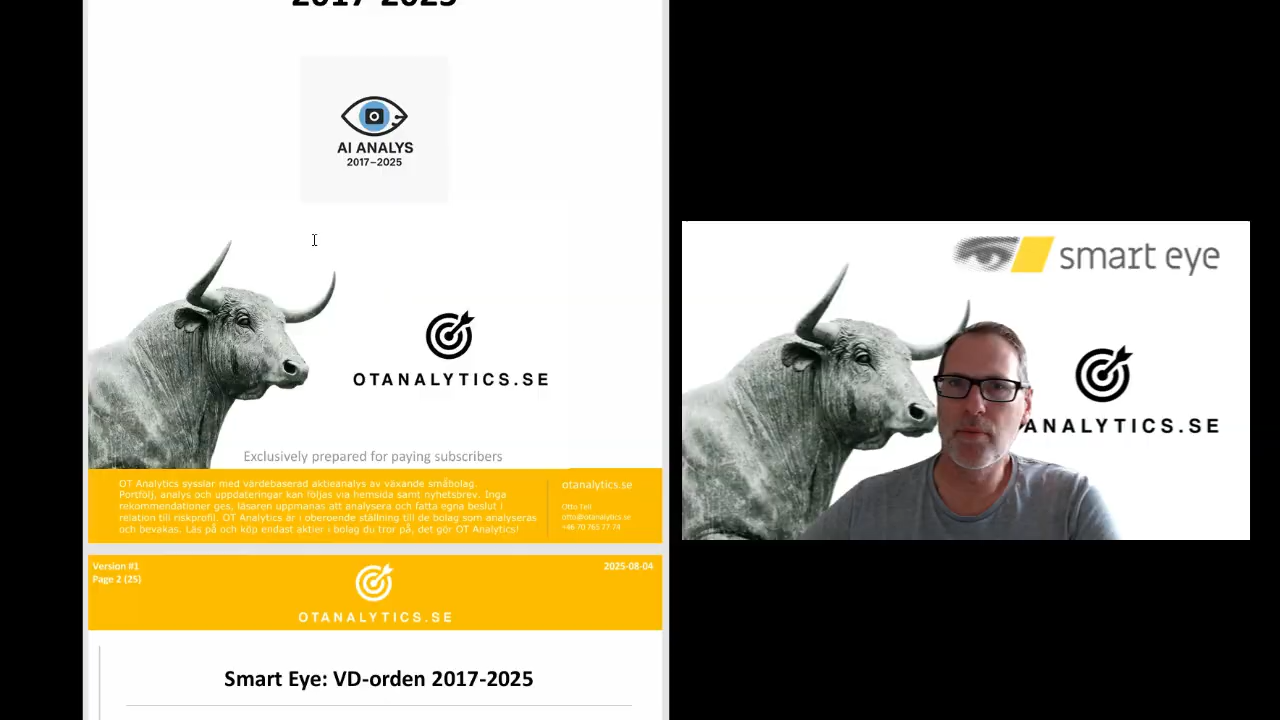 2017-2025
AI ANALYS
2017–2025
OTANALYTICS.SE
Exclusively prepared for paying subscribers
OT Analytics sysslar med värdebaserad aktieanalys av växande småbolag.
Portfölj, analys och uppdateringar kan följas via hemsida samt nyhetsbrev. Inga
rekommendationer ges, läsaren uppmanas att analysera och fatta egna beslut i
relation till riskprofil. OT Analytics är i oberoende ställning till de bolag som analyseras
och bevakas. Läs på och köp endast aktier i bolag du tror på, det gör OT Analytics!
otanalytics.se
Otto Tell
otto@otanalytics.se
+46 70 765 77 74
Version #1
Page 2 (25)
2025-08-04
OTANALYTICS.SE
Smart Eye: VD-orden 2017-2025
smart eye
ANALYTICS.SE